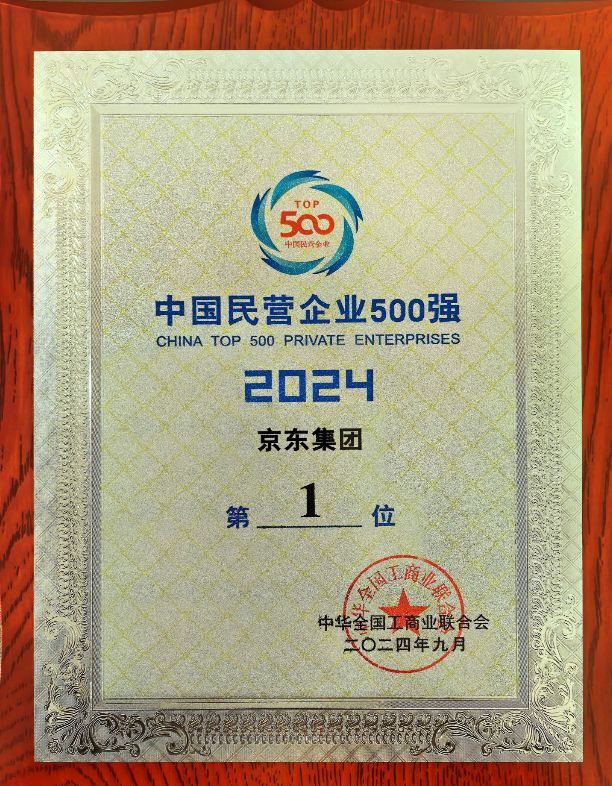 TOP
500
中国民营企业
中国民营企业500强
CHINA TOP 500 PRIVATE ENTERPRISES
2024
京东集团
第 1 位
中华全国工商业联合会
中华全国工商业联合会
二〇二四年九月